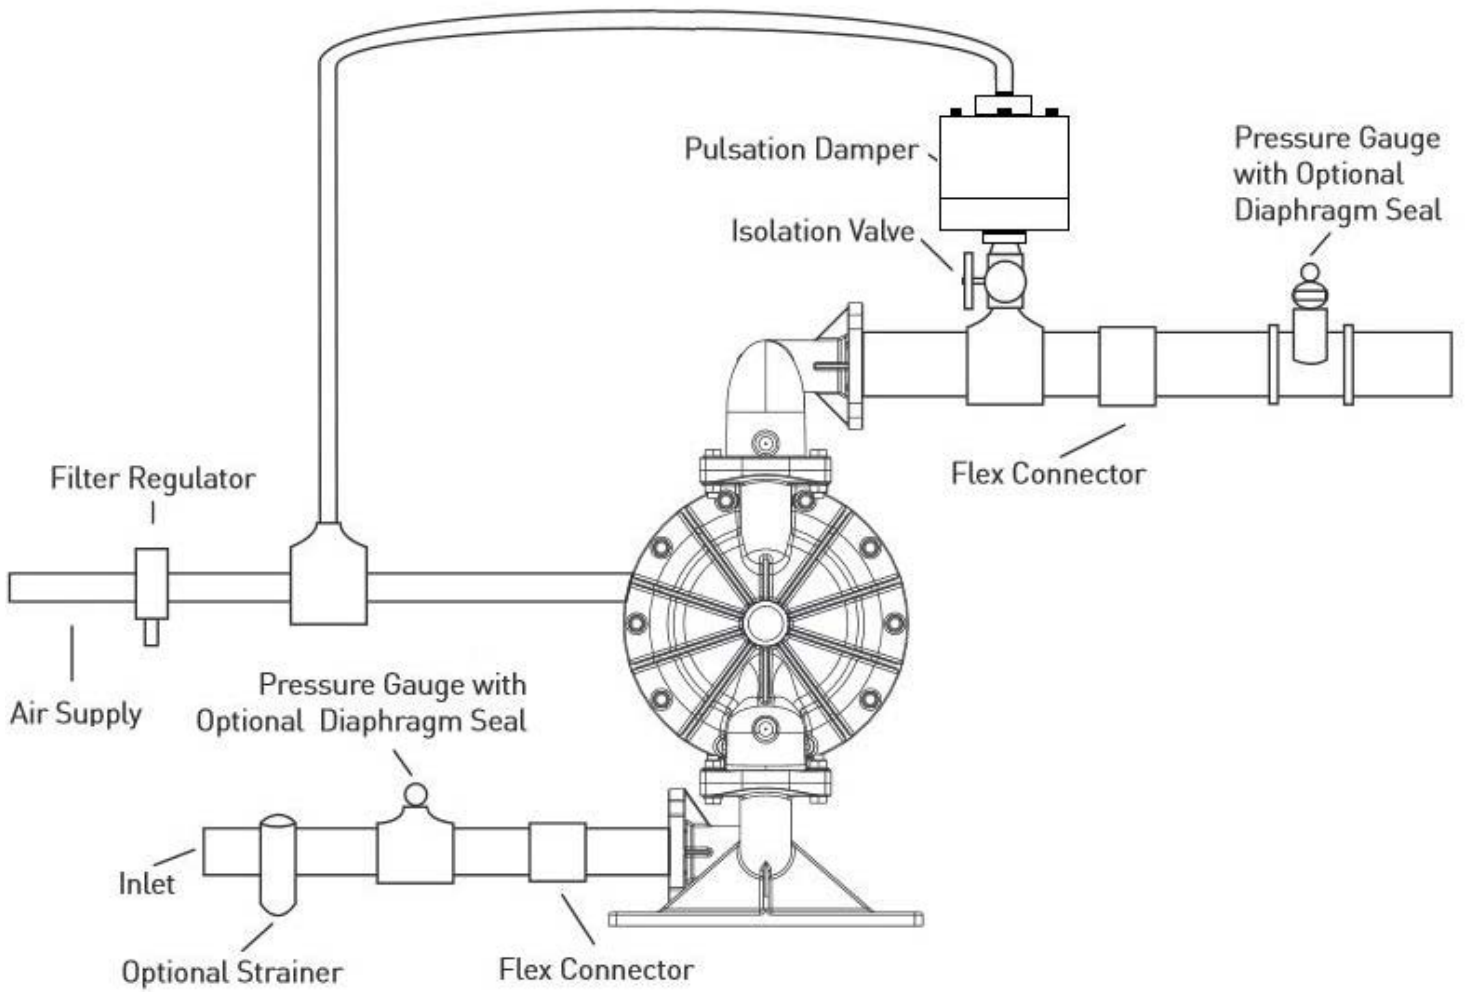 Pulsation Damper
Pressure Gauge
with Optional
Diaphragm Seal
Isolation Valve
Filter Regulator
Flex Connector
Air Supply
Pressure Gauge with
Optional Diaphragm Seal
Inlet
Optional Strainer
Flex Connector